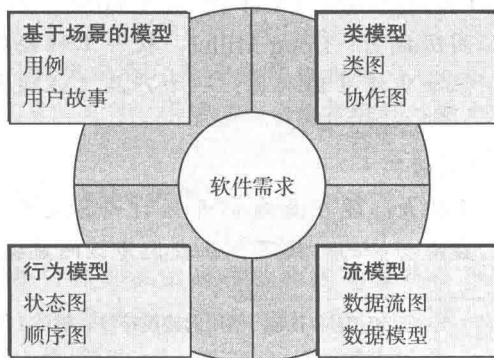 基于场景的模型
用例
用户故事
类模型
类图
协作图
软件需求
行为模型
状态图
顺序图
流模型
数据流图
数据模型